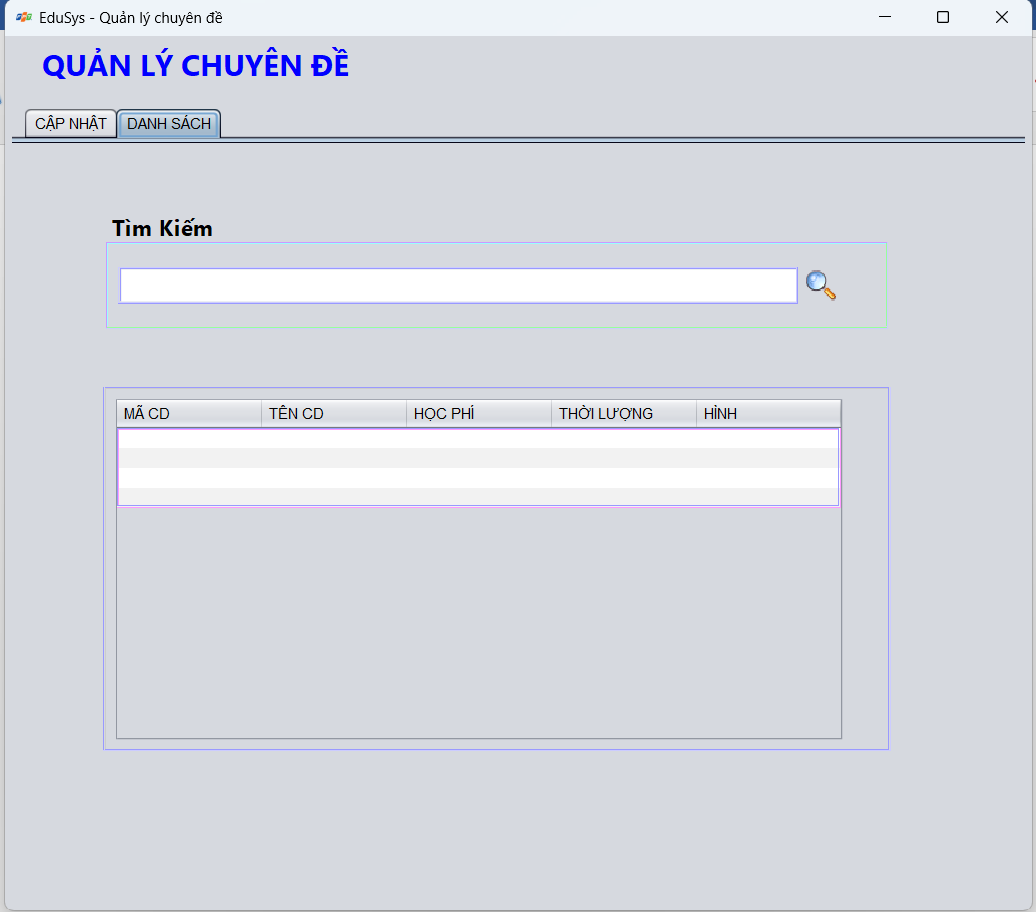 EduSys - Quản lý chuyên đề
QUẢN LÝ CHUYÊN ĐỀ
CẬP NHẬT DANH SÁCH
Tìm Kiếm
MÃ CD TÊN CD HỌC PHÍ THỜI LƯỢNG HÌNH